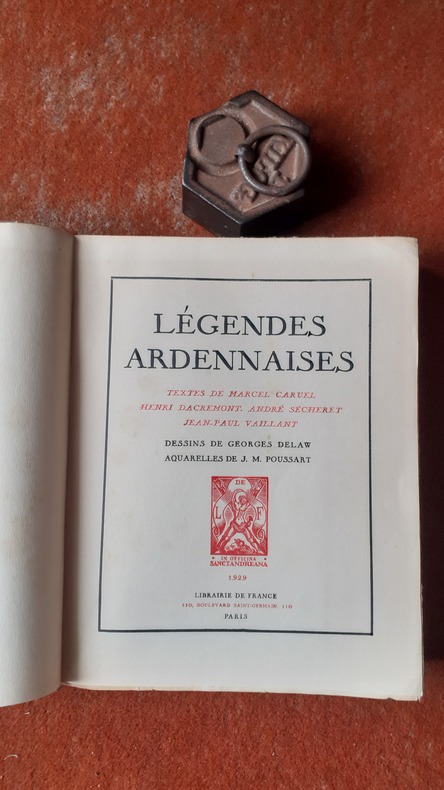 LÉGENDES
ARDENNAISES
TEXTES DE MARCEL CARUEL
HENRI DACREMONT. ANDRÉ SÉCHERET
JEAN-PAUL VAILLANT
DESSINS DE GEORGES DELAW
AQUARELLES DE J. M. POUSSART
DE
L F
IN OFFICINA
SANCTANDREANA
1929
LIBRAIRIE DE FRANCE
110, BOULEVARD SAINT-GERMAIN, 110
PARIS